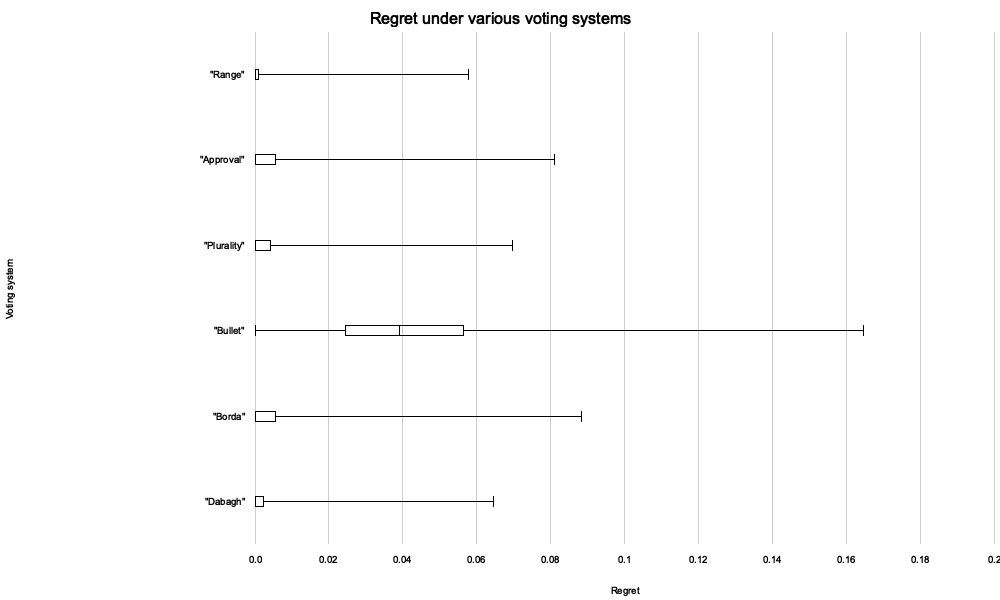 Regret under various voting systems
"Range"
"Approval"
"Plurality"
Voting system
"Bullet"
"Borda"
"Dabagh"
0.0 0.02 0.04 0.06 0.08 0.1 0.12 0.14 0.16 0.18 0.2
Regret